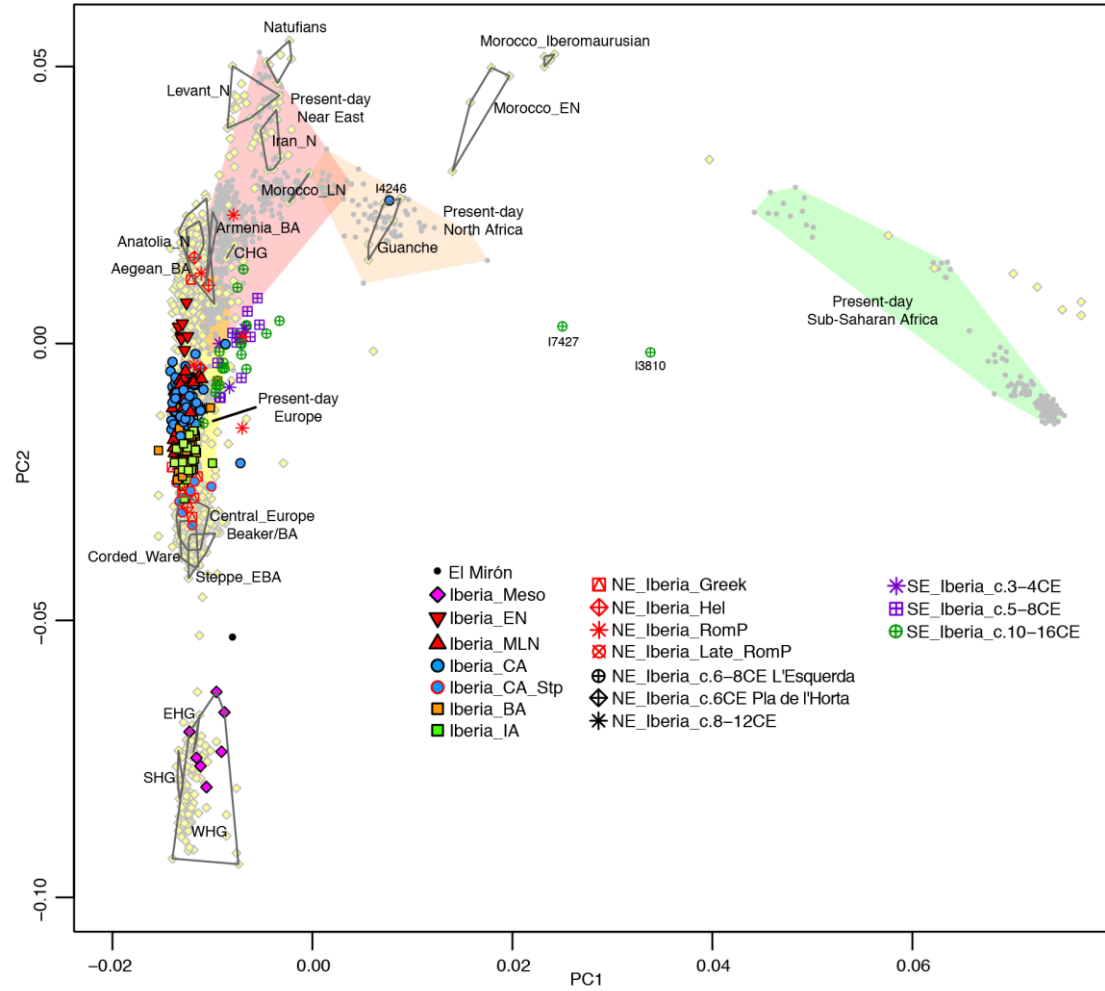 Natufians
Morocco_Iberomaurusian
0.05
Levant_N
Present-day
Near East
Morocco_EN
Iran_N
Morocco_LN
I4246
Present-day
North Africa
Armenia_BA
Anatolia_N
CHG
Guanche
Aegean_BA
Present-day
Sub-Saharan Africa
0.00
I7427
I3810
Present-day
Europe
PC2
Central_Europe
Beaker/BA
Corded_Ware
Steppe_EBA
El Mirón
Iberia_Meso
Iberia_EN
Iberia_MLN
Iberia_CA
Iberia_CA_Stp
Iberia_BA
Iberia_IA
NE_Iberia_Greek
NE_Iberia_Hel
NE_Iberia_RomP
NE_Iberia_Late_RomP
NE_Iberia_c.6–8CE L'Esquerda
NE_Iberia_c.6CE Pla de l'Horta
NE_Iberia_c.8–12CE
SE_Iberia_c.3–4CE
SE_Iberia_c.5–8CE
SE_Iberia_c.10–16CE
−0.05
EHG
SHG
WHG
−0.10
−0.02
0.00
0.02
0.04
0.06
PC1